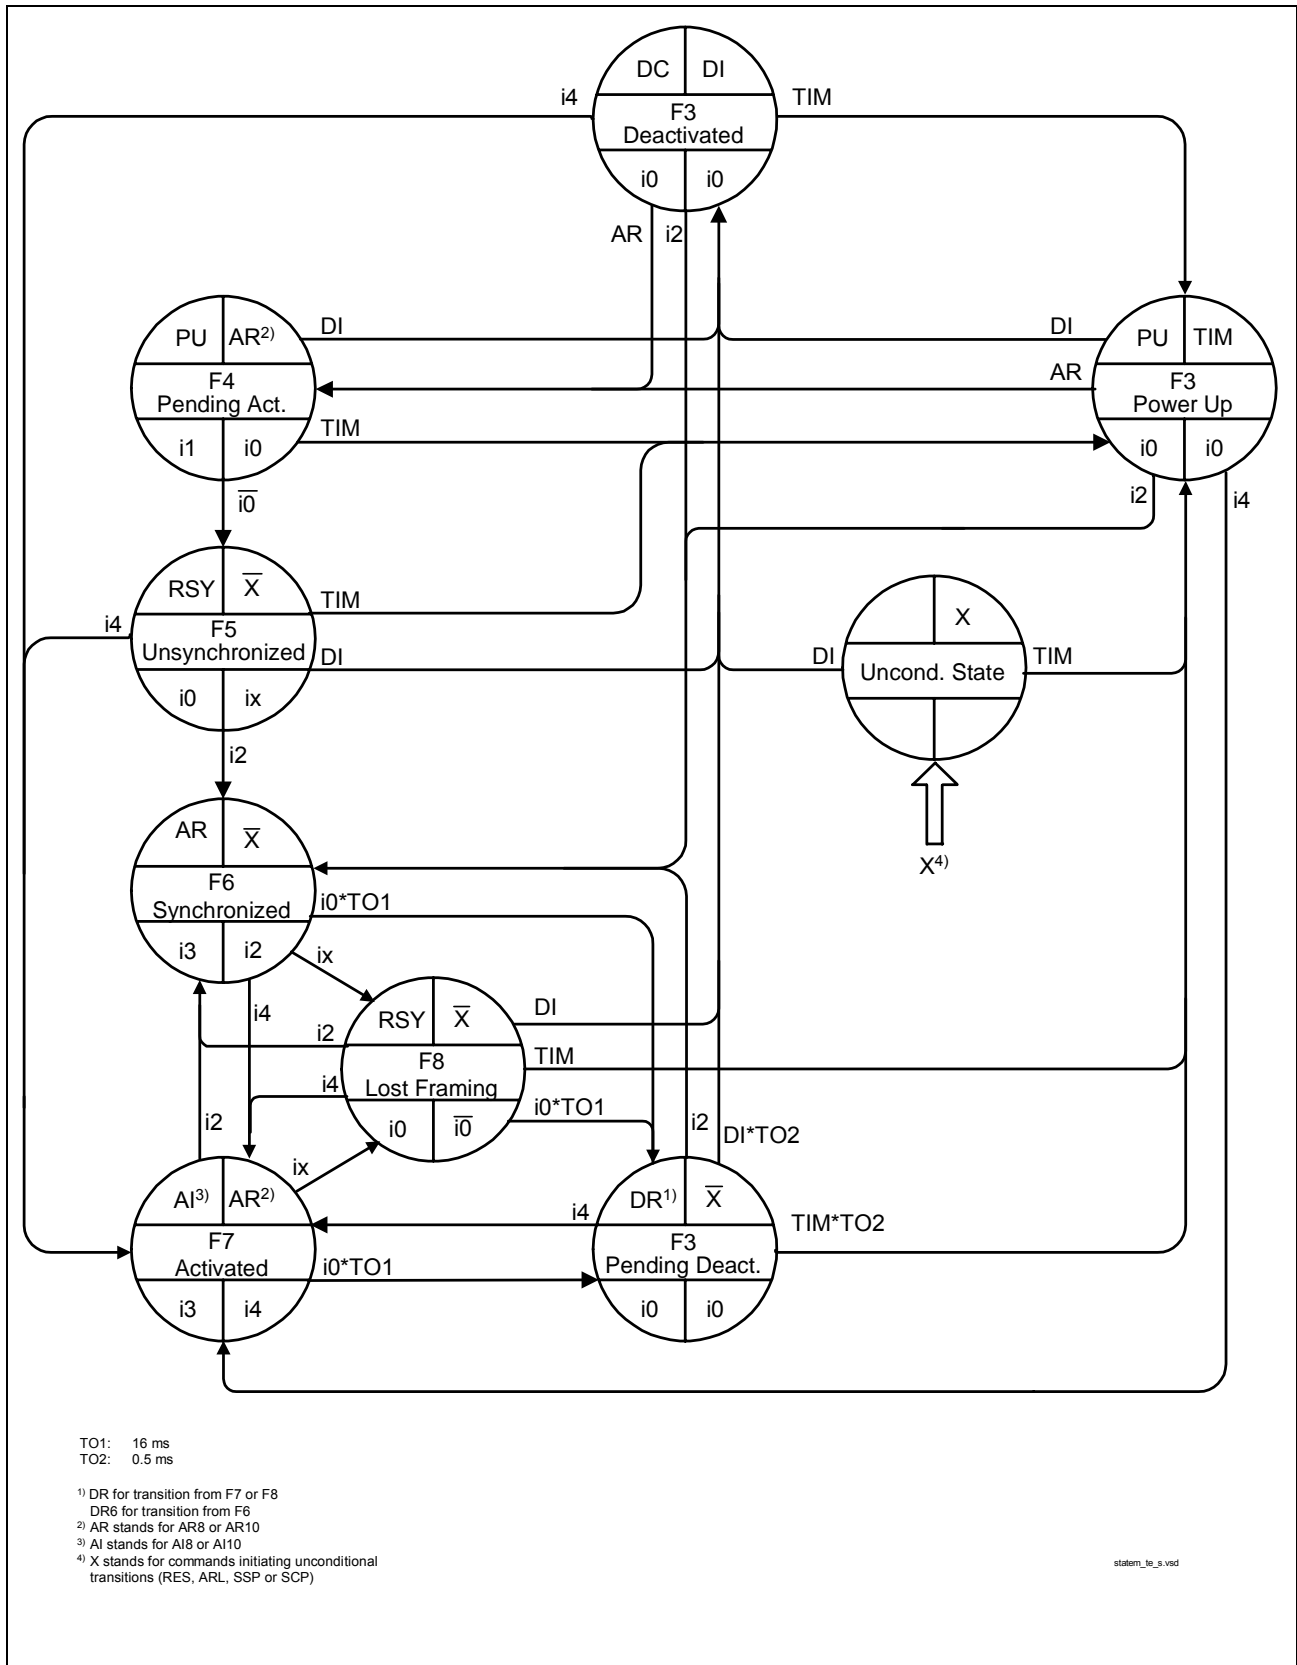 DC DI
i4 TIM
F3
Deactivated
i0 i0
AR i2
PU AR²⁾ DI
F4
Pending Act.
TIM
i1 i0
i̅0̅
DI PU TIM
AR F3
Power Up
i0 i0
i2 i4
RSY X̅ TIM
i4 F5
Unsynchronized DI
i0 ix
i2
X
DI Uncond. State TIM
X⁴⁾
AR X̅
F6
Synchronized i0*TO1
i3 i2 ix
i4
RSY X̅ DI
i2
F8 TIM
i4 Lost Framing
i0 i̅0̅ i0*TO1
i2 i2 DI*TO2
ix
AI³⁾ AR²⁾
F7
Activated i0*TO1
i3 i4
DR¹⁾ X̅
i4 TIM*TO2
F3
Pending Deact.
i0 i0
TO1: 16 ms
TO2: 0.5 ms
¹⁾ DR for transition from F7 or F8
DR6 for transition from F6
²⁾ AR stands for AR8 or AR10
³⁾ AI stands for AI8 or AI10
⁴⁾ X stands for commands initiating unconditional
transitions (RES, ARL, SSP or SCP)
statem_te_s.vsd